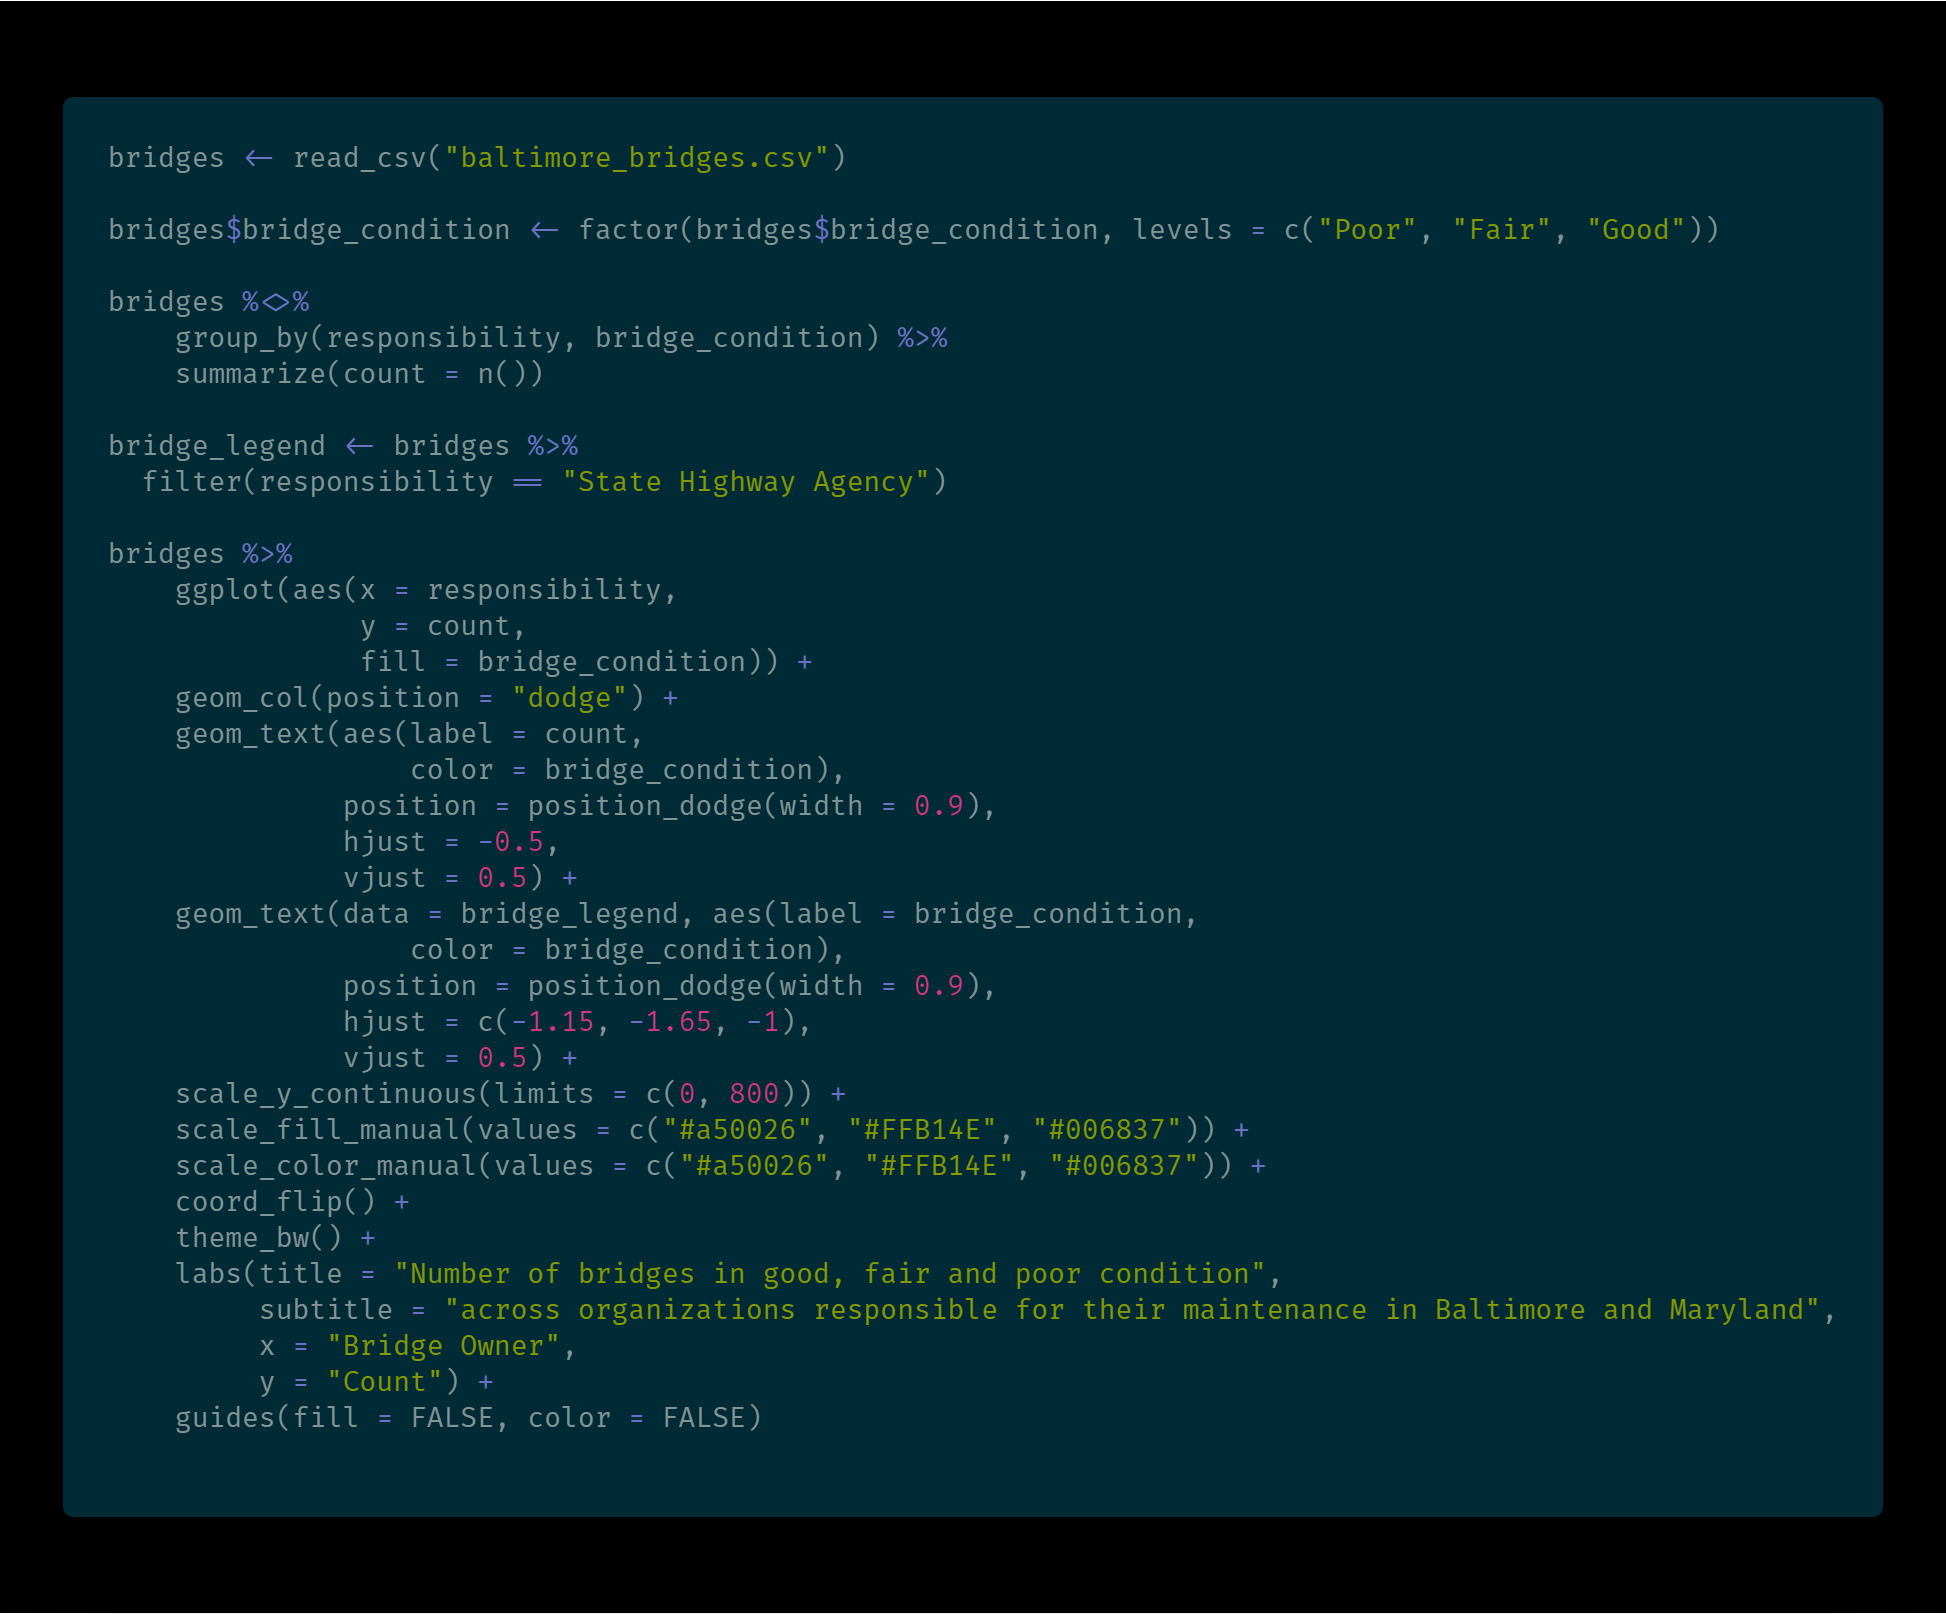 bridges <- read_csv("baltimore_bridges.csv")

bridges$bridge_condition <- factor(bridges$bridge_condition, levels = c("Poor", "Fair", "Good"))

bridges %<>%
    group_by(responsibility, bridge_condition) %>%
    summarize(count = n())

bridge_legend <- bridges %>%
  filter(responsibility == "State Highway Agency")

bridges %>%
    ggplot(aes(x = responsibility,
               y = count,
               fill = bridge_condition)) +
    geom_col(position = "dodge") +
    geom_text(aes(label = count,
                  color = bridge_condition),
              position = position_dodge(width = 0.9),
              hjust = -0.5,
              vjust = 0.5) +
    geom_text(data = bridge_legend, aes(label = bridge_condition,
                  color = bridge_condition),
              position = position_dodge(width = 0.9),
              hjust = c(-1.15, -1.65, -1),
              vjust = 0.5) +
    scale_y_continuous(limits = c(0, 800)) +
    scale_fill_manual(values = c("#a50026", "#FFB14E", "#006837")) +
    scale_color_manual(values = c("#a50026", "#FFB14E", "#006837")) +
    coord_flip() +
    theme_bw() +
    labs(title = "Number of bridges in good, fair and poor condition",
         subtitle = "across organizations responsible for their maintenance in Baltimore and Maryland",
         x = "Bridge Owner",
         y = "Count") +
    guides(fill = FALSE, color = FALSE)